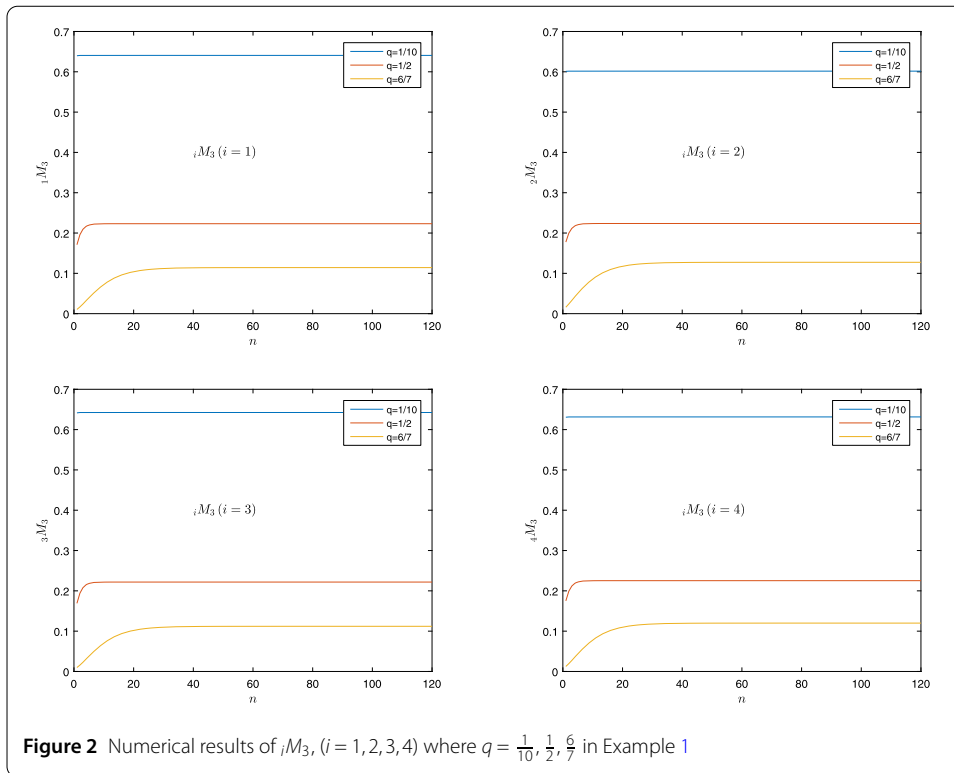 0.7
0.6
0.5
0.4
0.3
0.2
0.1
0
₁M₃
q=1/10
q=1/2
q=6/7
ᵢM₃ (i = 1)
0 20 40 60 80 100 120
n
0.7
0.6
0.5
0.4
0.3
0.2
0.1
0
₂M₃
q=1/10
q=1/2
q=6/7
ᵢM₃ (i = 2)
0 20 40 60 80 100 120
n
0.7
0.6
0.5
0.4
0.3
0.2
0.1
0
₃M₃
q=1/10
q=1/2
q=6/7
ᵢM₃ (i = 3)
0 20 40 60 80 100 120
n
0.7
0.6
0.5
0.4
0.3
0.2
0.1
0
₄M₃
q=1/10
q=1/2
q=6/7
ᵢM₃ (i = 4)
0 20 40 60 80 100 120
n
Figure 2 Numerical results of ᵢM₃, (i = 1, 2, 3, 4) where q = 1/10, 1/2, 6/7 in Example 1